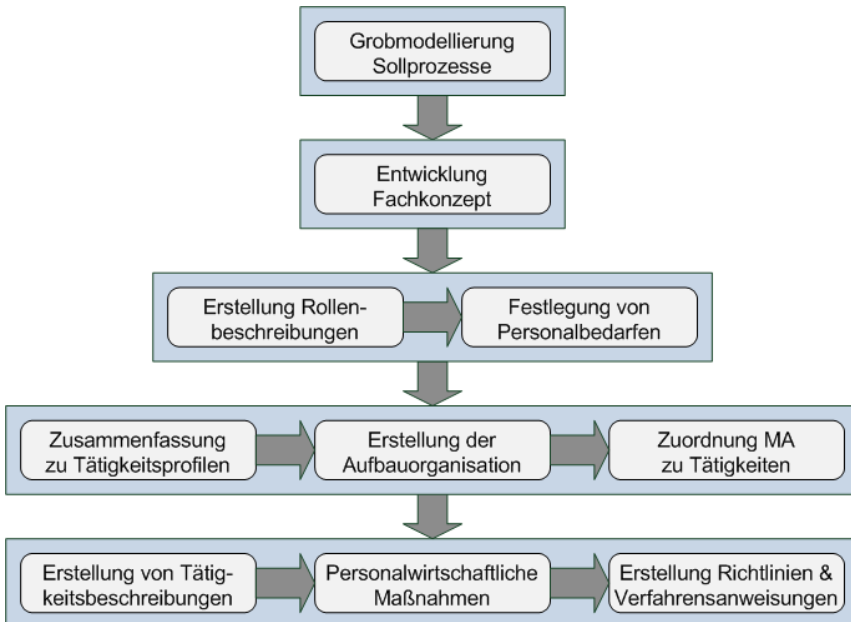 Grobmodellierung
Sollprozesse
Entwicklung
Fachkonzept
Erstellung Rollen-
beschreibungen
Festlegung von
Personalbedarfen
Zusammenfassung
zu Tätigkeitsprofilen
Erstellung der
Aufbauorganisation
Zuordnung MA
zu Tätigkeiten
Erstellung von Tätig-
keitsbeschreibungen
Personalwirtschaftliche
Maßnahmen
Erstellung Richtlinien &
Verfahrensanweisungen